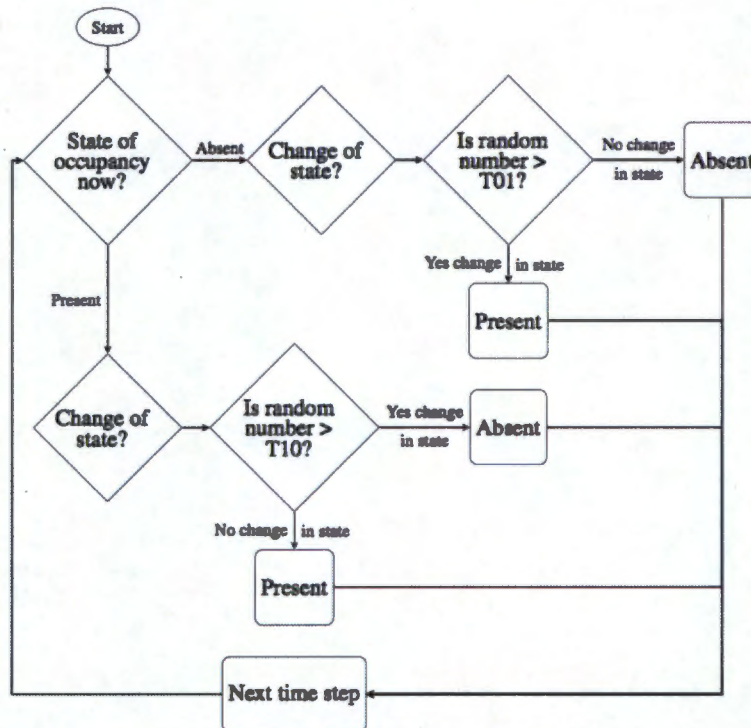 Start
State of
occupancy
now?
Absent
Change of
state?
Is random
number >
T01?
No change
in state
Absent
Yes change in state
Present
Present
Change of
state?
Is random
number >
T10?
Yes change
in state
Absent
No change in state
Present
Next time step